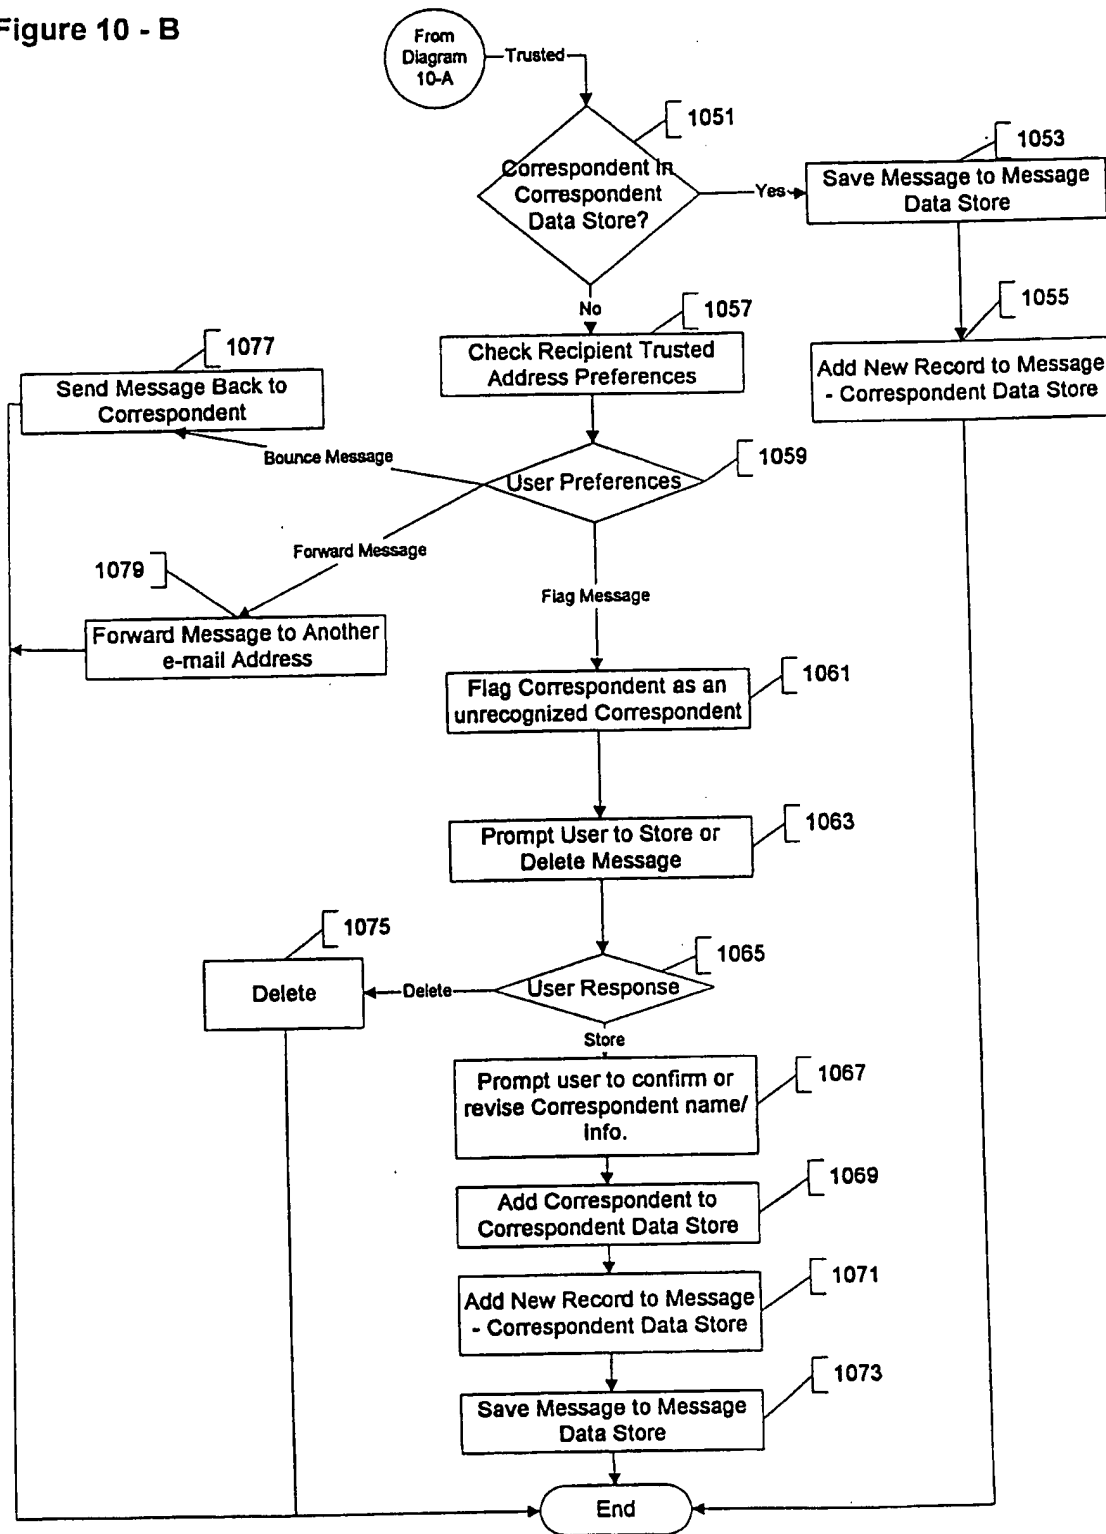 Figure 10 - B
From
Diagram
10-A
Trusted
1051
Correspondent in
Correspondent
Data Store?
Yes
1053
Save Message to Message
Data Store
1055
Add New Record to Message
- Correspondent Data Store
No
1057
Check Recipient Trusted
Address Preferences
1077
Send Message Back to
Correspondent
Bounce Message
1059
User Preferences
Forward Message
1079
Forward Message to Another
e-mail Address
Flag Message
1061
Flag Correspondent as an
unrecognized Correspondent
1063
Prompt User to Store or
Delete Message
1075
Delete
Delete
1065
User Response
Store
1067
Prompt user to confirm or
revise Correspondent name/
info.
1069
Add Correspondent to
Correspondent Data Store
1071
Add New Record to Message
- Correspondent Data Store
1073
Save Message to Message
Data Store
End